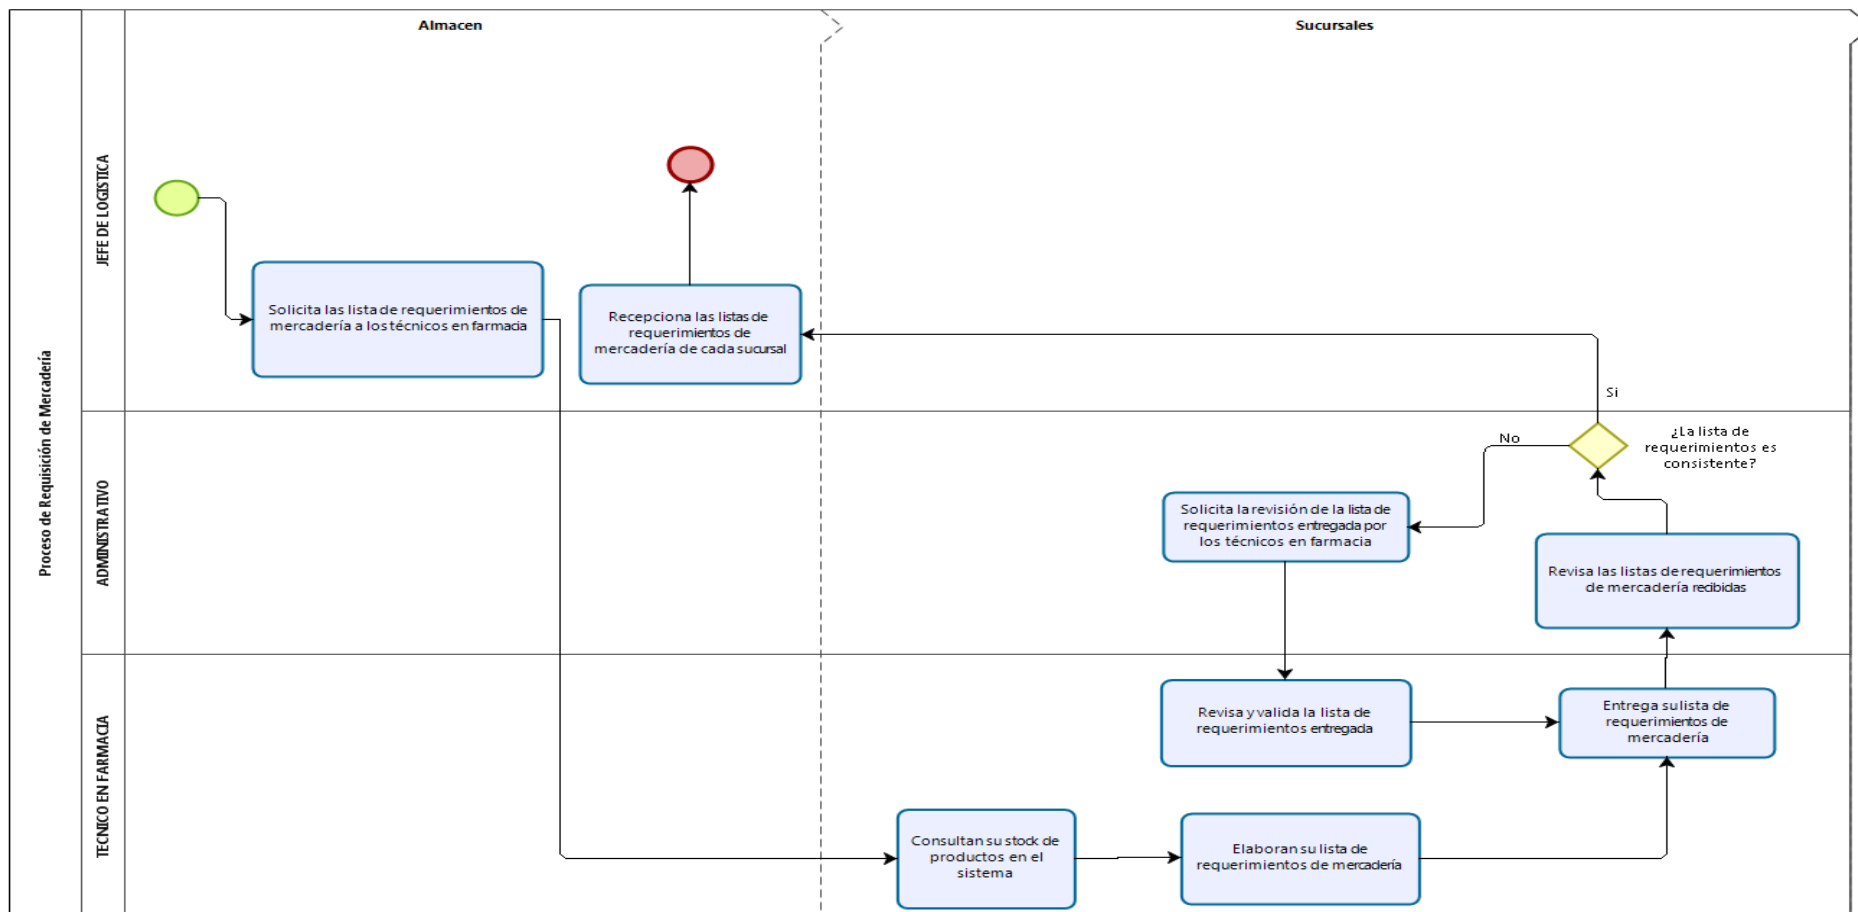 Almacen
Sucursales
Proceso de Requisición de Mercadería
JEFE DE LOGISTICA
Solicita las lista de requerimientos de
mercadería a los técnicos en farmacia
Recepciona las listas de
requerimientos de
mercadería de cada sucursal
Si
ADMINISTRATIVO
No
¿La lista de
requerimientos es
consistente?
Solicita la revisión de la lista de
requerimientos entregada por
los técnicos en farmacia
Revisa las listas de requerimientos
de mercadería recibidas
TECNICO EN FARMACIA
Revisa y valida la lista de
requerimientos entregada
Entrega su lista de
requerimientos de
mercadería
Consultan su stock de
productos en el
sistema
Elaboran su lista de
requerimientos de mercadería